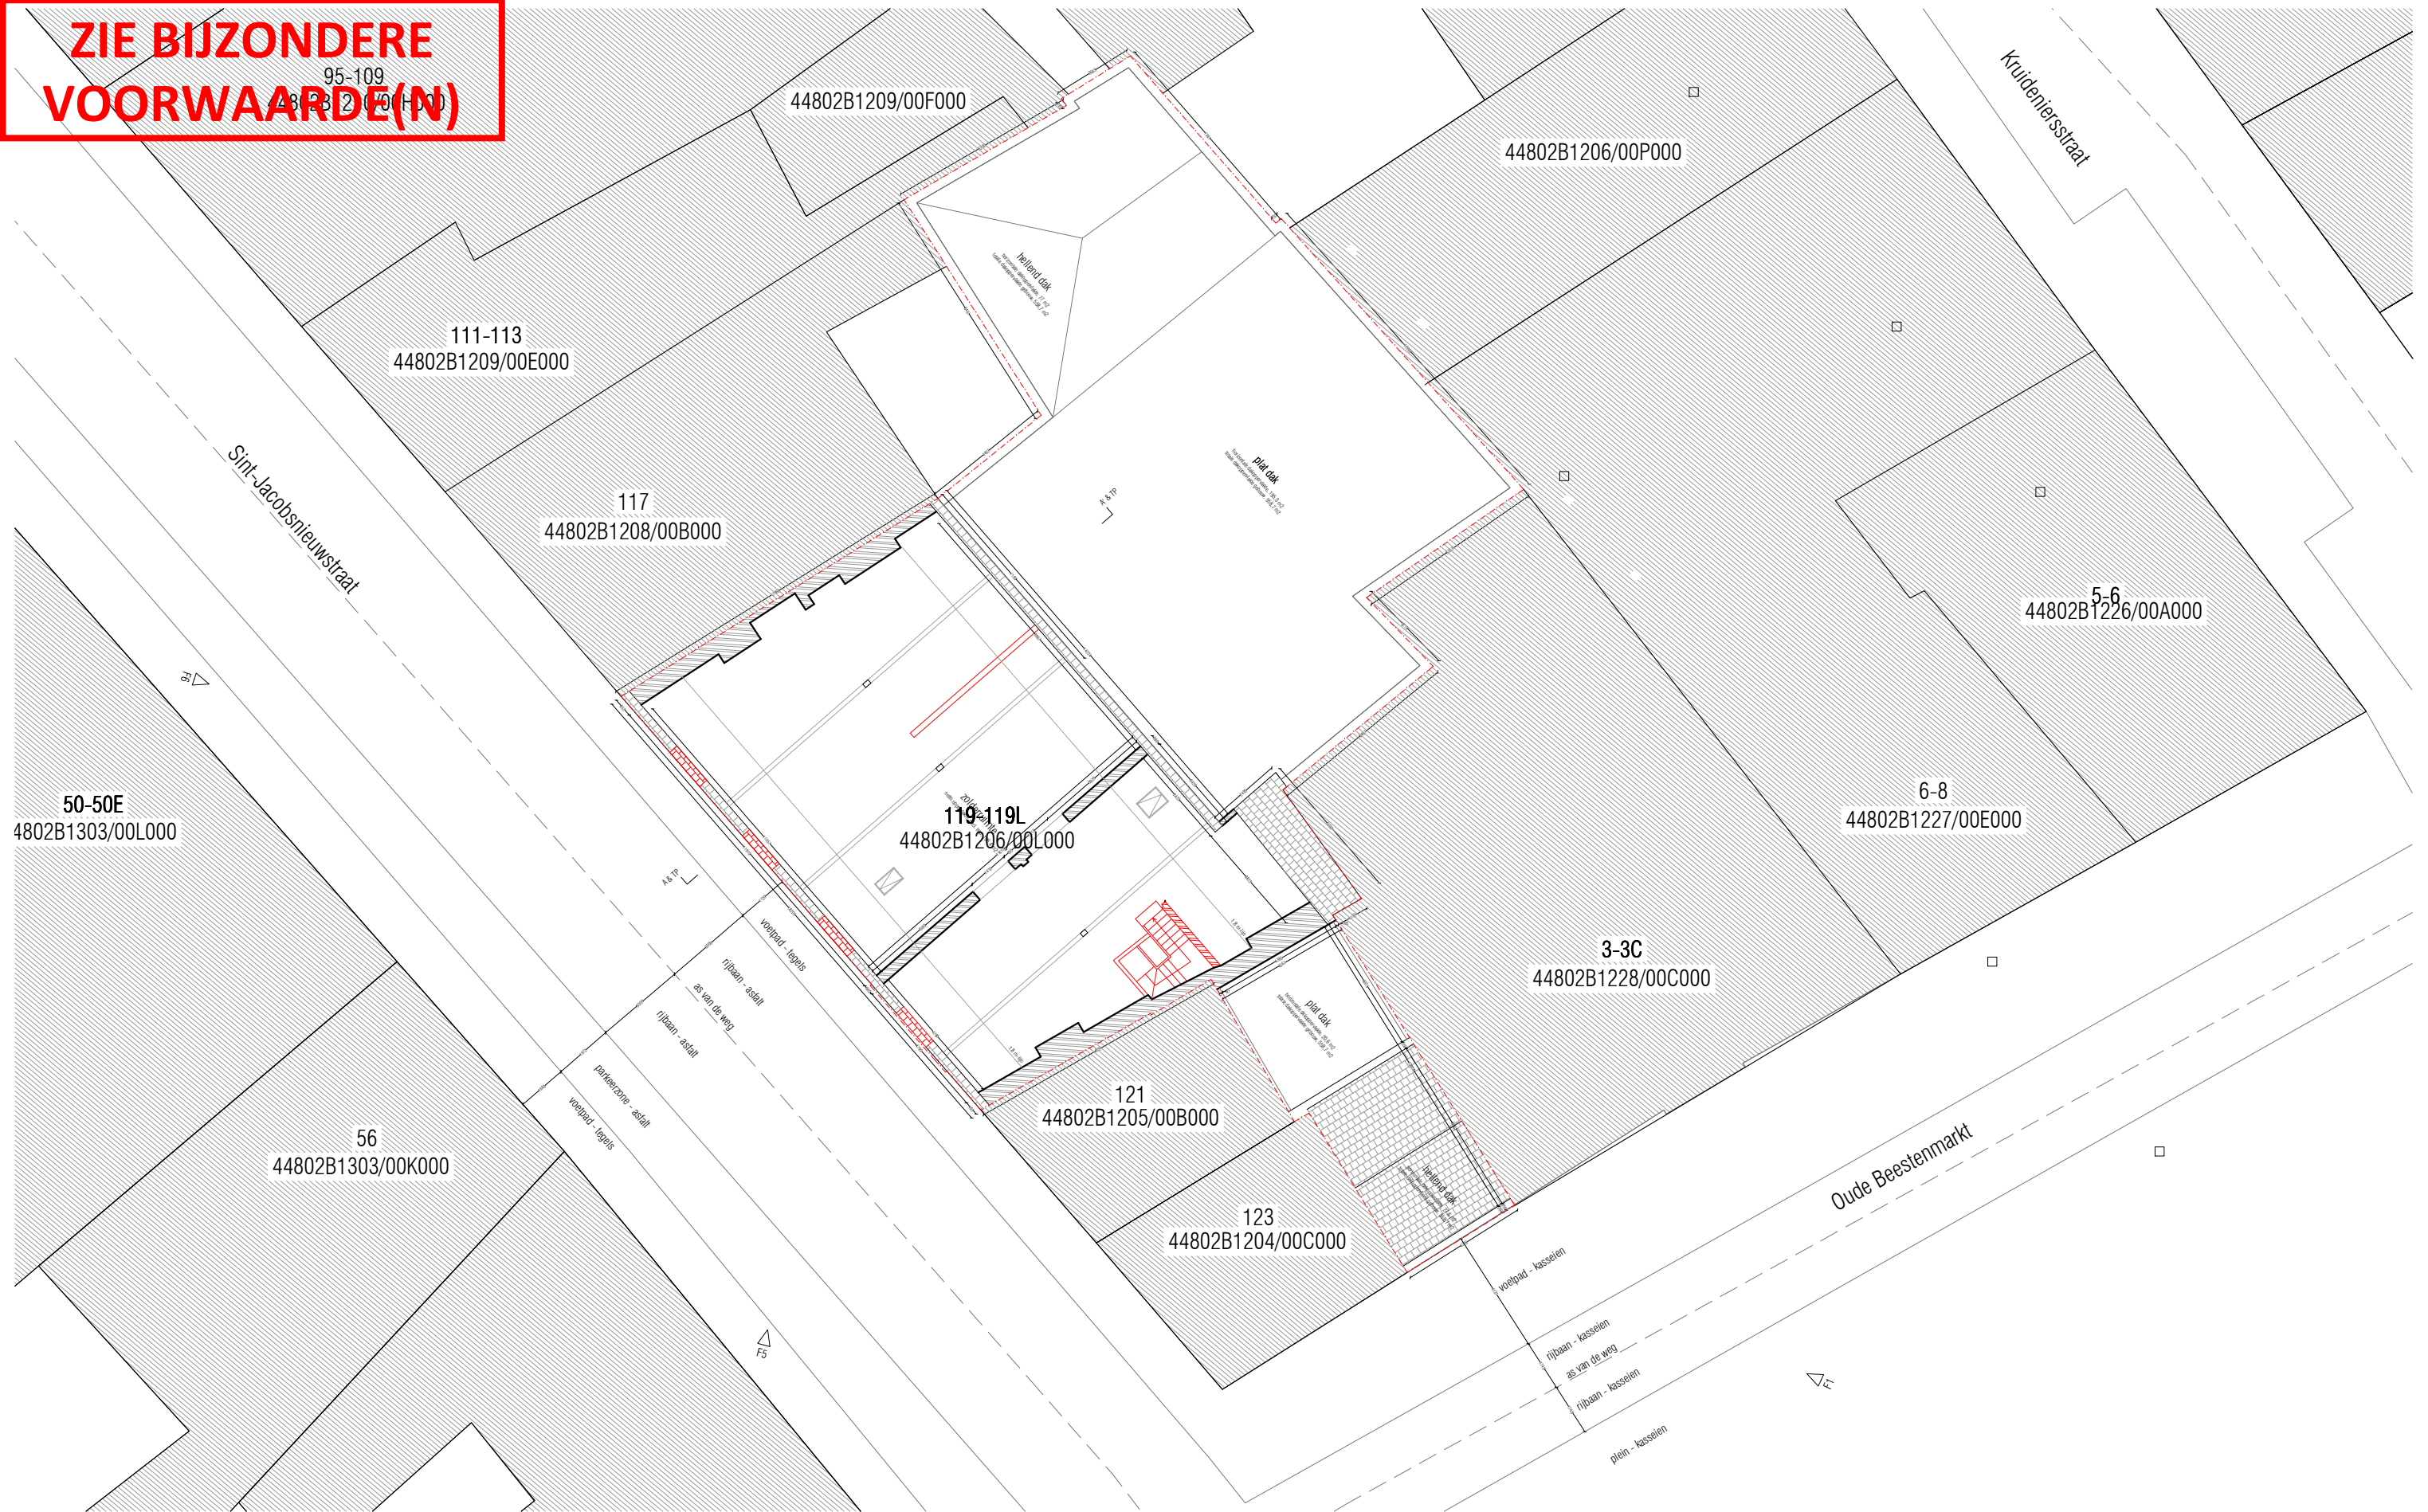 ZIE BIJZONDERE
VOORWAARDE(N)
95-109
44802B1209/00F000
Kruideniersstraat
44802B1206/00P000
hellend dak
111-113
44802B1209/00E000
Sint-Jacobsnieuwstraat
plat dak
A' & TP
117
44802B1208/00B000
5-6
44802B1226/00A000
F6
50-50E
4802B1303/00L000
119-119L
44802B1206/00L000
6-8
44802B1227/00E000
A & TP
voetpad - tegels
rijbaan - asfalt
as van de weg
rijbaan - asfalt
parkeerzone - asfalt
voetpad - tegels
3-3C
44802B1228/00C000
plat dak
121
44802B1205/00B000
56
44802B1303/00K000
hellend dak
123
44802B1204/00C000
Oude Beestenmarkt
voetpad - kasseien
rijbaan - kasseien
as van de weg
rijbaan - kasseien
plein - kasseien
F5
F1